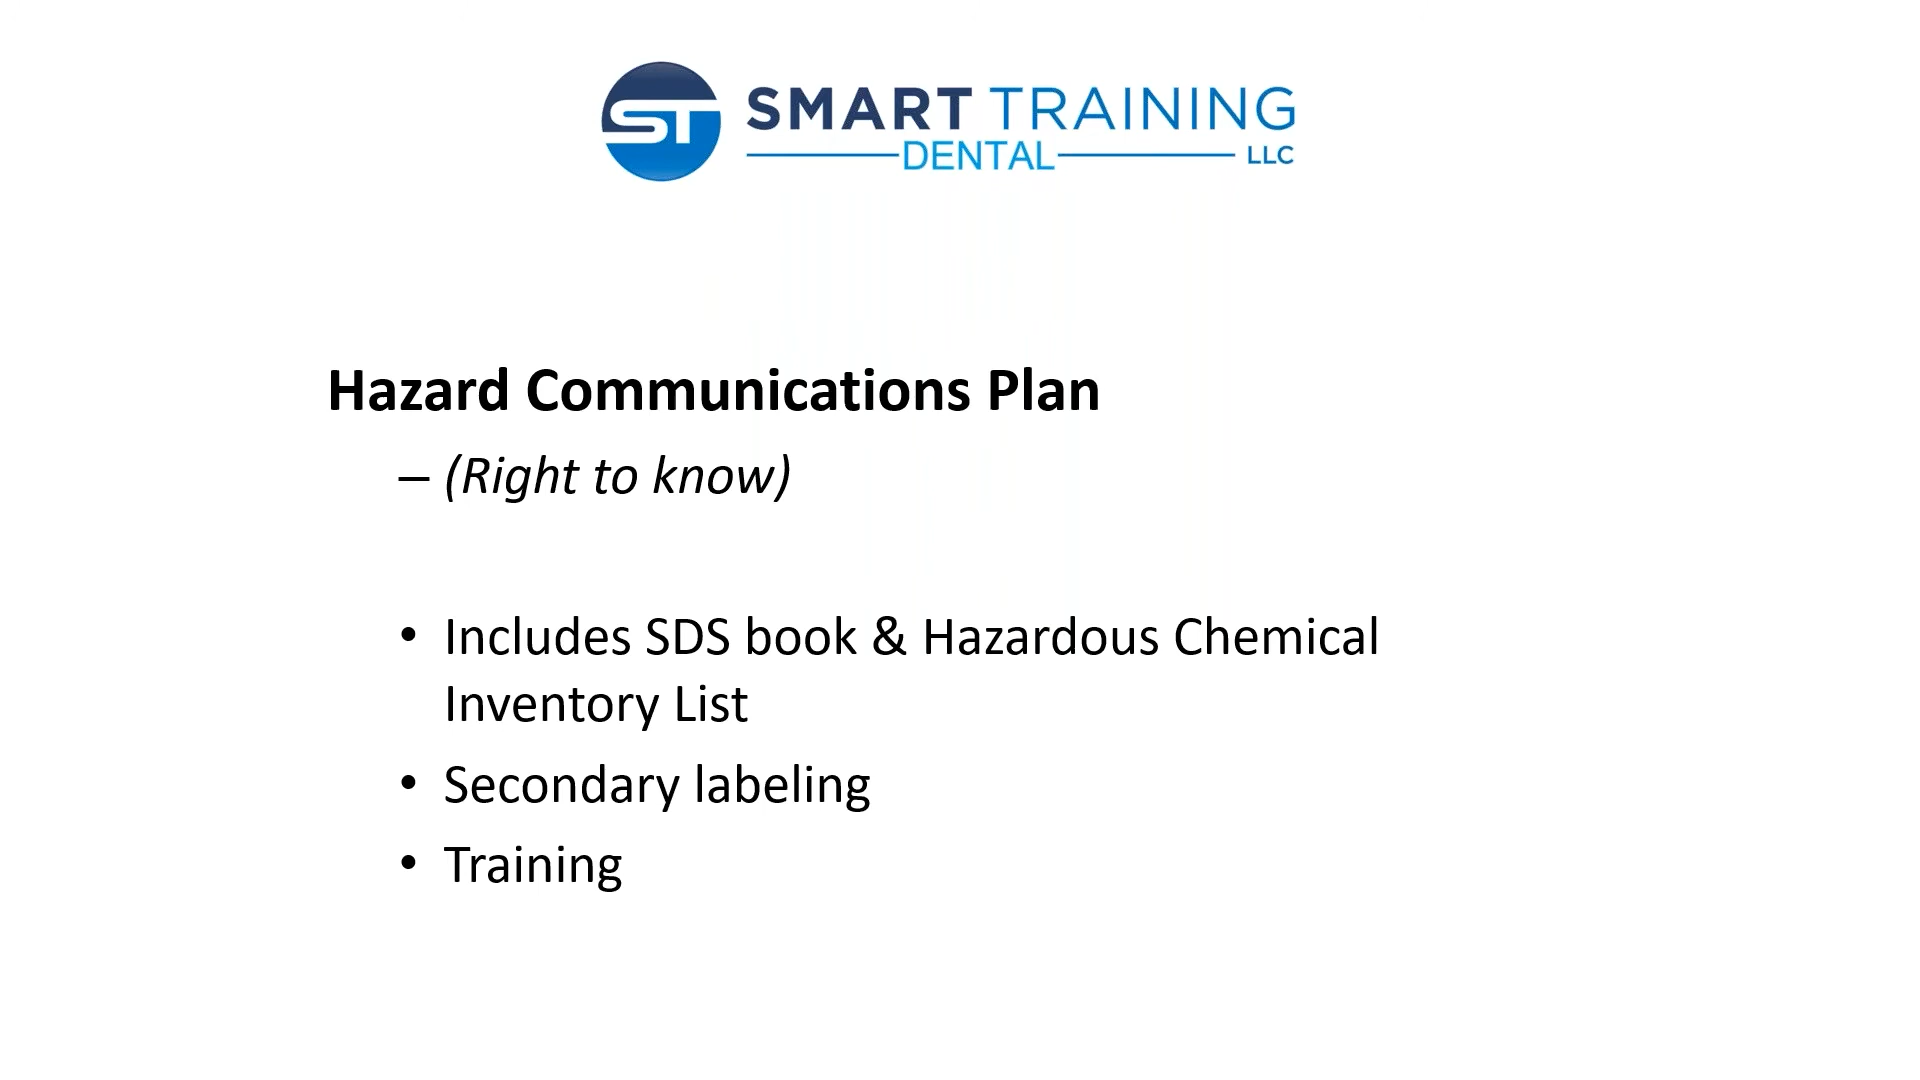 ST
SMART TRAINING
DENTAL
LLC
Hazard Communications Plan
– (Right to know)
• Includes SDS book & Hazardous Chemical
Inventory List
• Secondary labeling
• Training